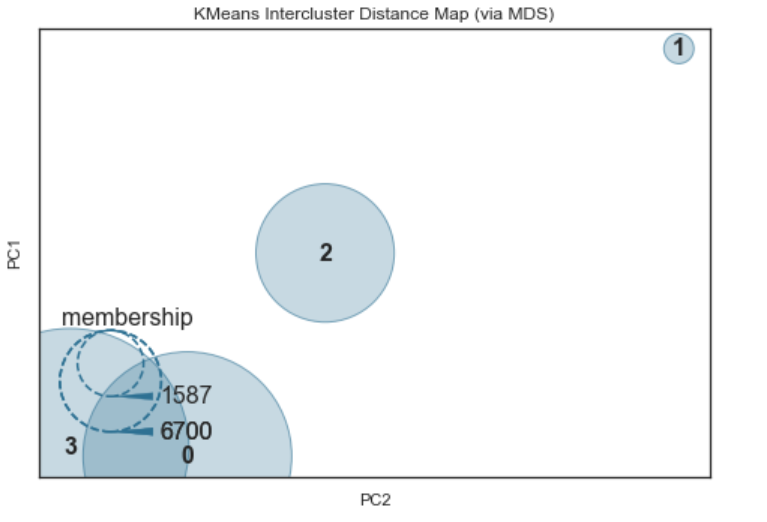 KMeans Intercluster Distance Map (via MDS)
1
2
PC1
membership
1587
6700
3
0
PC2